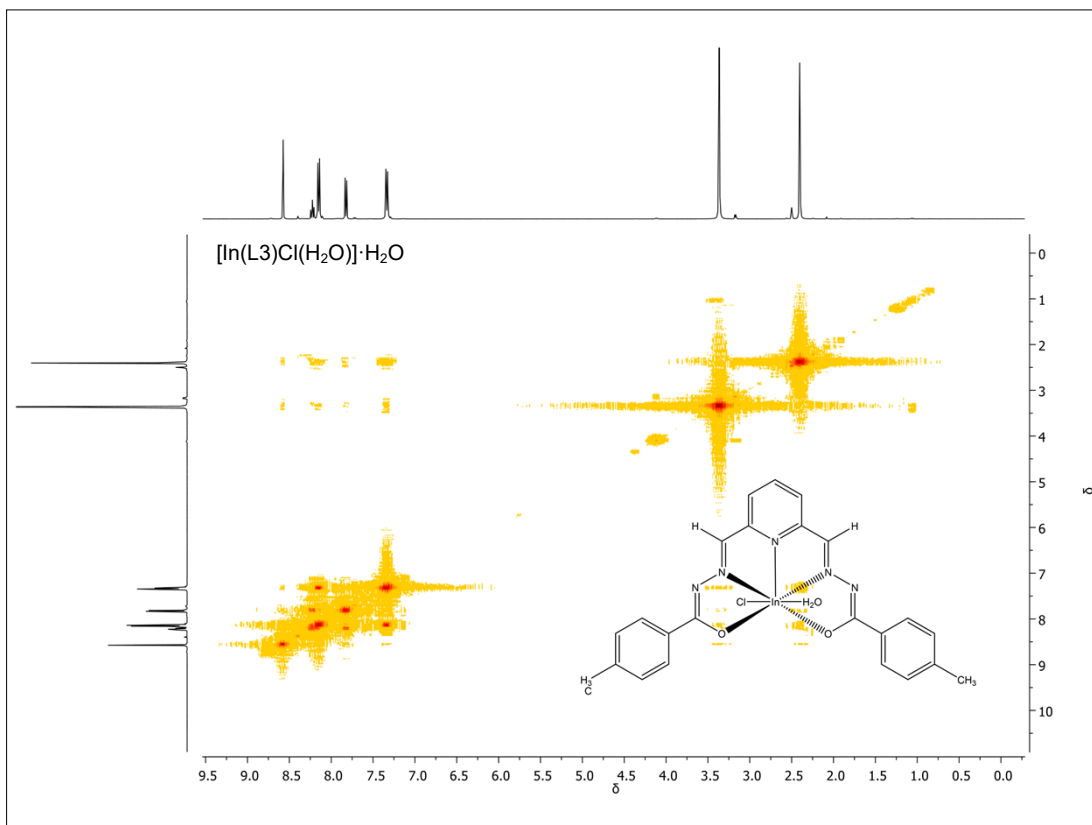 [In(L3)Cl(H₂O)]·H₂O
0
1
2
3
4
5
6
7
8
9
10
δ
H
H
N
N
N
N
N
Cl
In
H₂O
O
O
H3
C
CH₃
9.5 9.0 8.5 8.0 7.5 7.0 6.5 6.0 5.5 5.0 4.5 4.0 3.5 3.0 2.5 2.0 1.5 1.0 0.5 0.0
δ